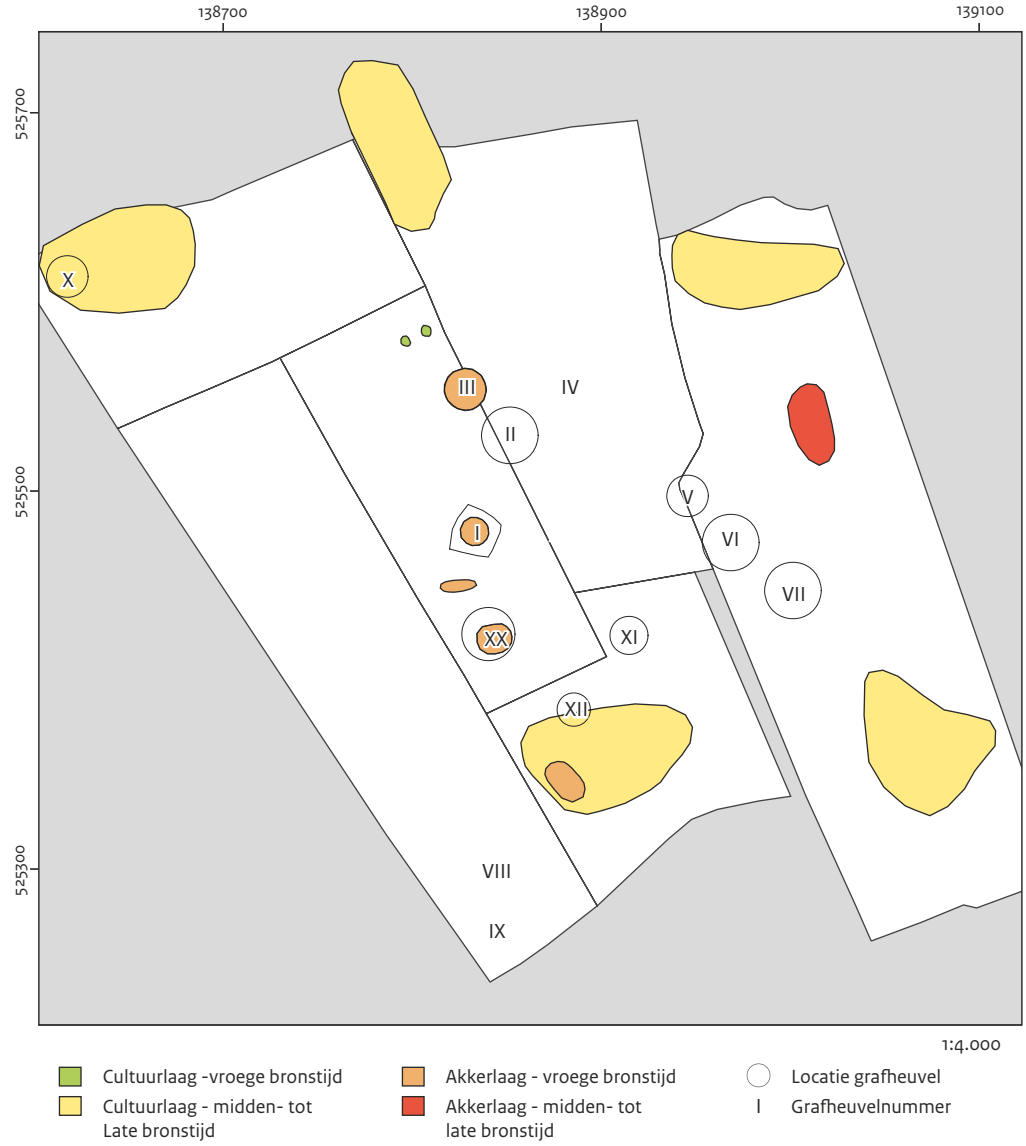 138700
138900
139100
525700
X
III
IV
II
525500
V
I
VI
VII
XX
XI
XII
525300
VIII
IX
1:4.000
Cultuurlaag -vroege bronstijd
Akkerlaag - vroege bronstijd
Locatie grafheuvel
Cultuurlaag - midden- tot
Late bronstijd
Akkerlaag - midden- tot
late bronstijd
I Grafheuvelnummer